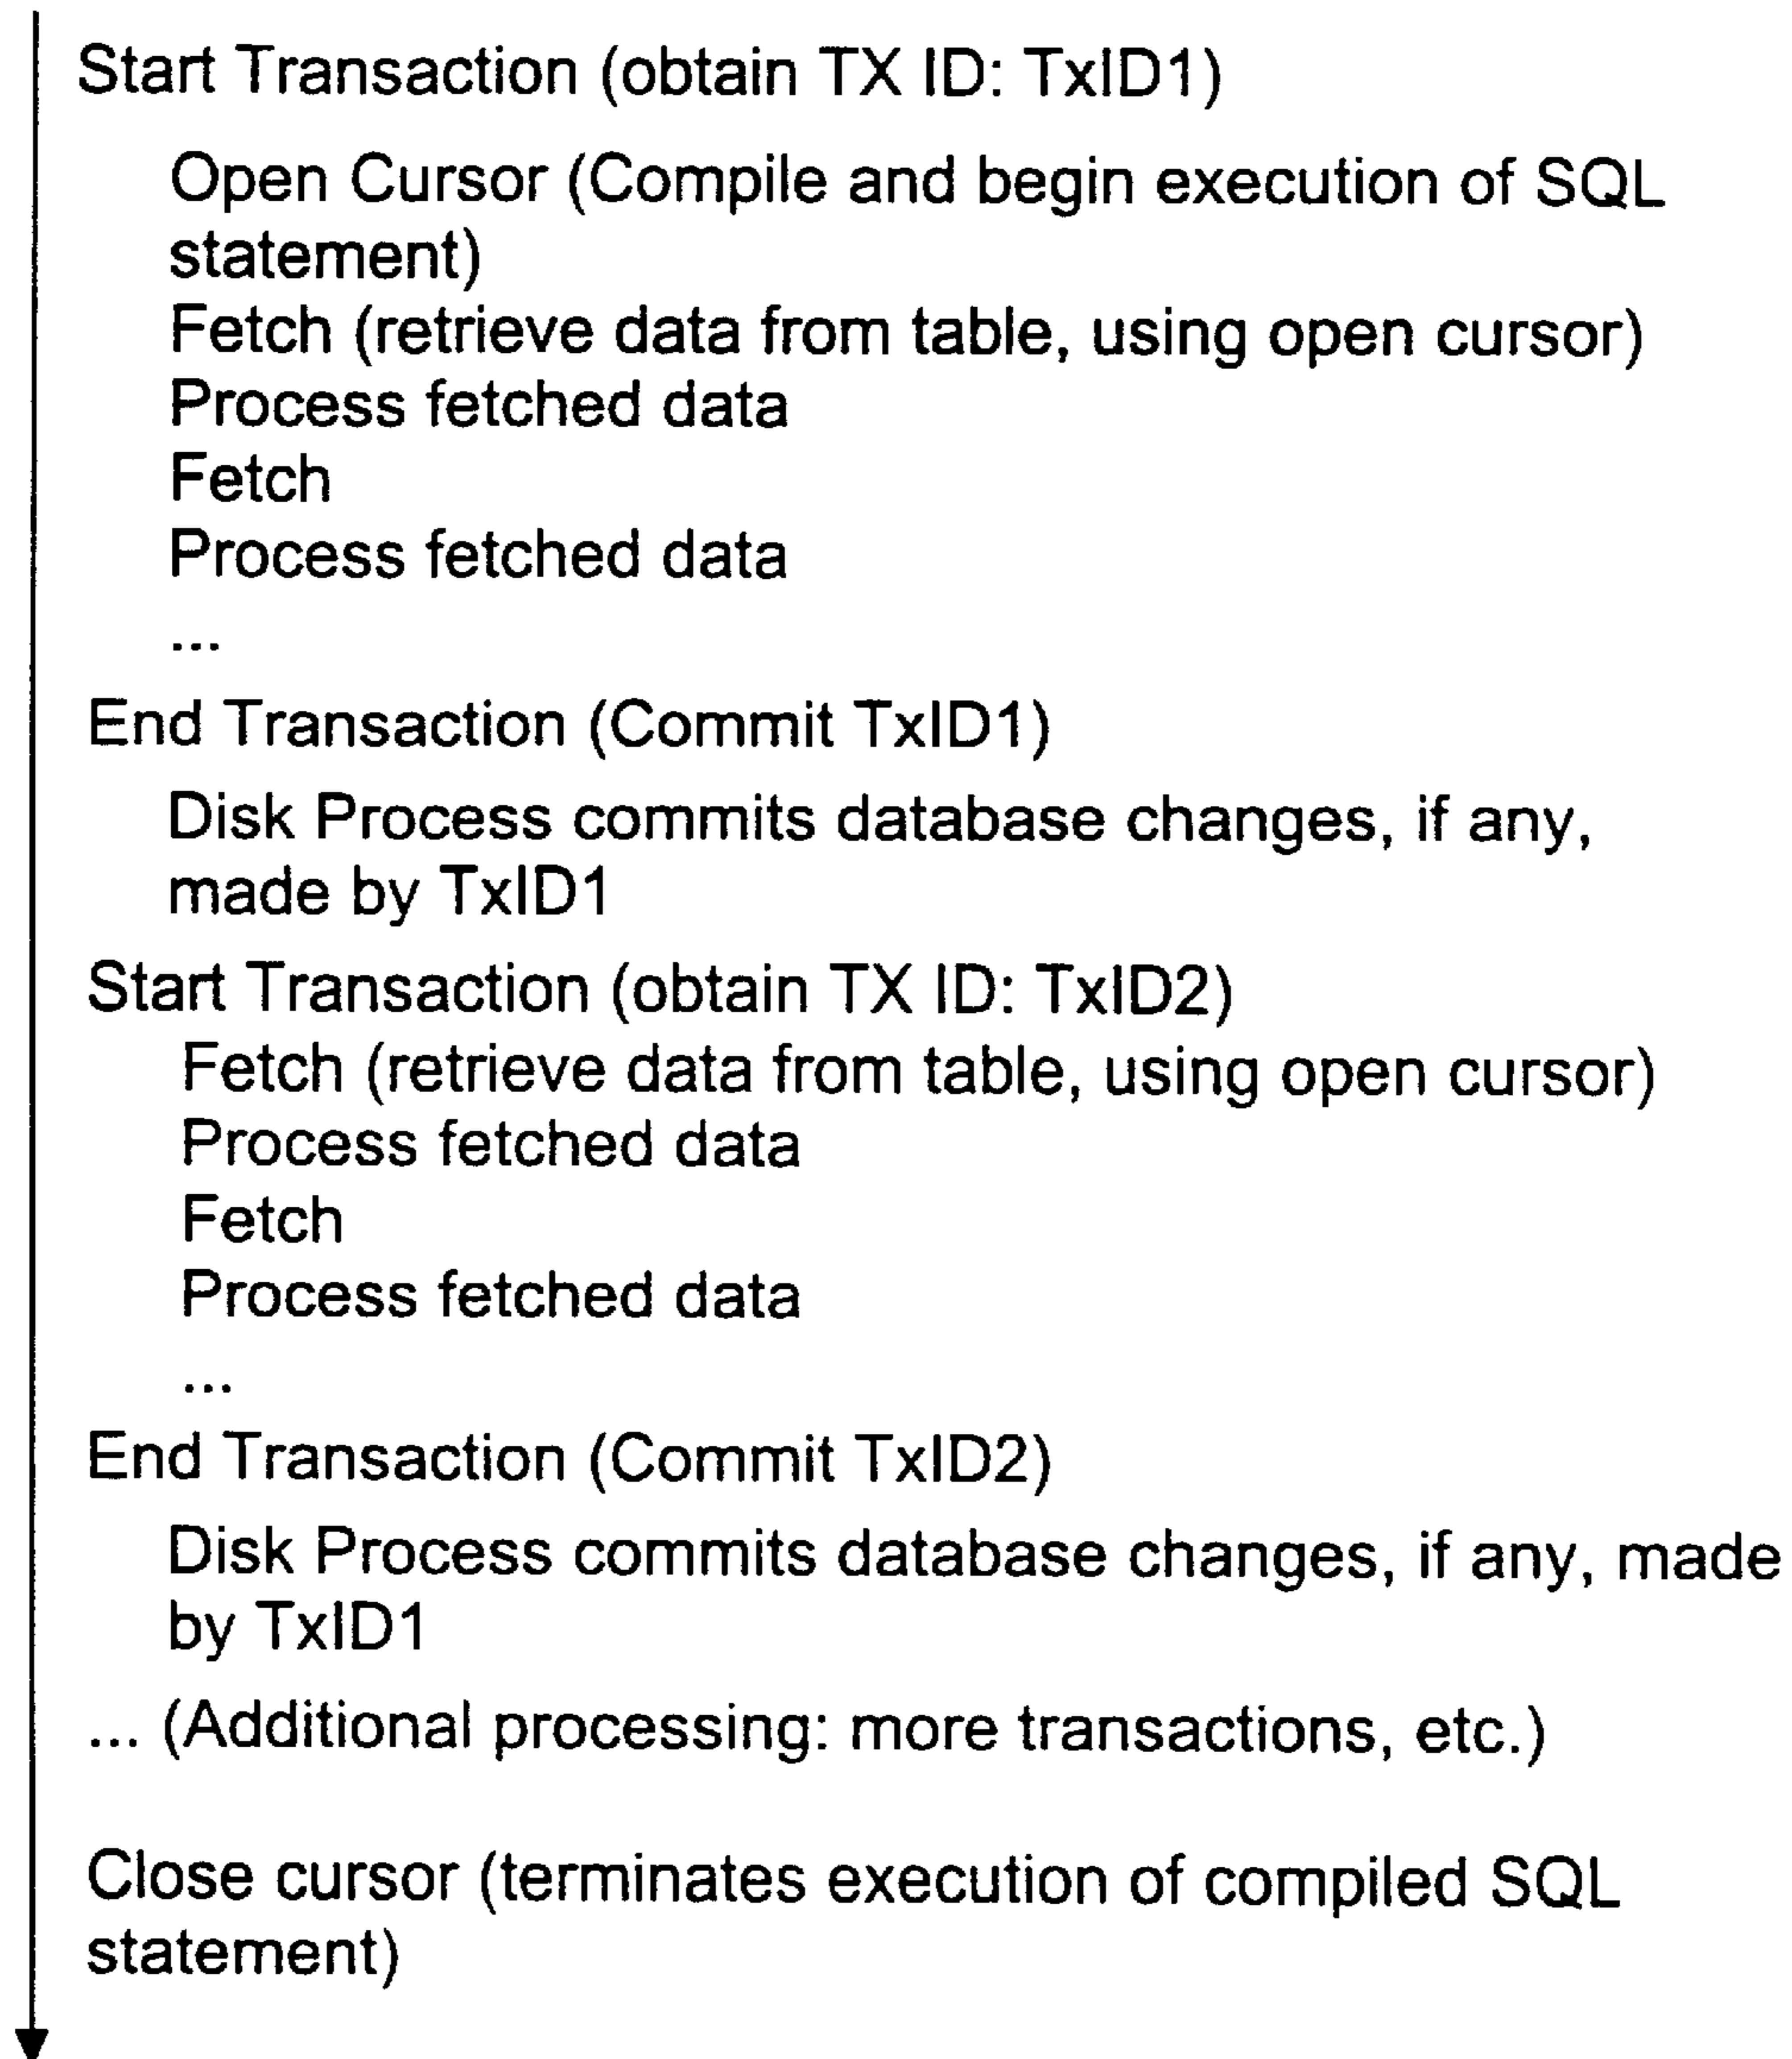 Start Transaction (obtain TX ID: TxID1)
Open Cursor (Compile and begin execution of SQL
statement)
Fetch (retrieve data from table, using open cursor)
Process fetched data
Fetch
Process fetched data
...
End Transaction (Commit TxID1)
Disk Process commits database changes, if any,
made by TxID1
Start Transaction (obtain TX ID: TxID2)
Fetch (retrieve data from table, using open cursor)
Process fetched data
Fetch
Process fetched data
...
End Transaction (Commit TxID2)
Disk Process commits database changes, if any, made
by TxID1
... (Additional processing: more transactions, etc.)
Close cursor (terminates execution of compiled SQL
statement)